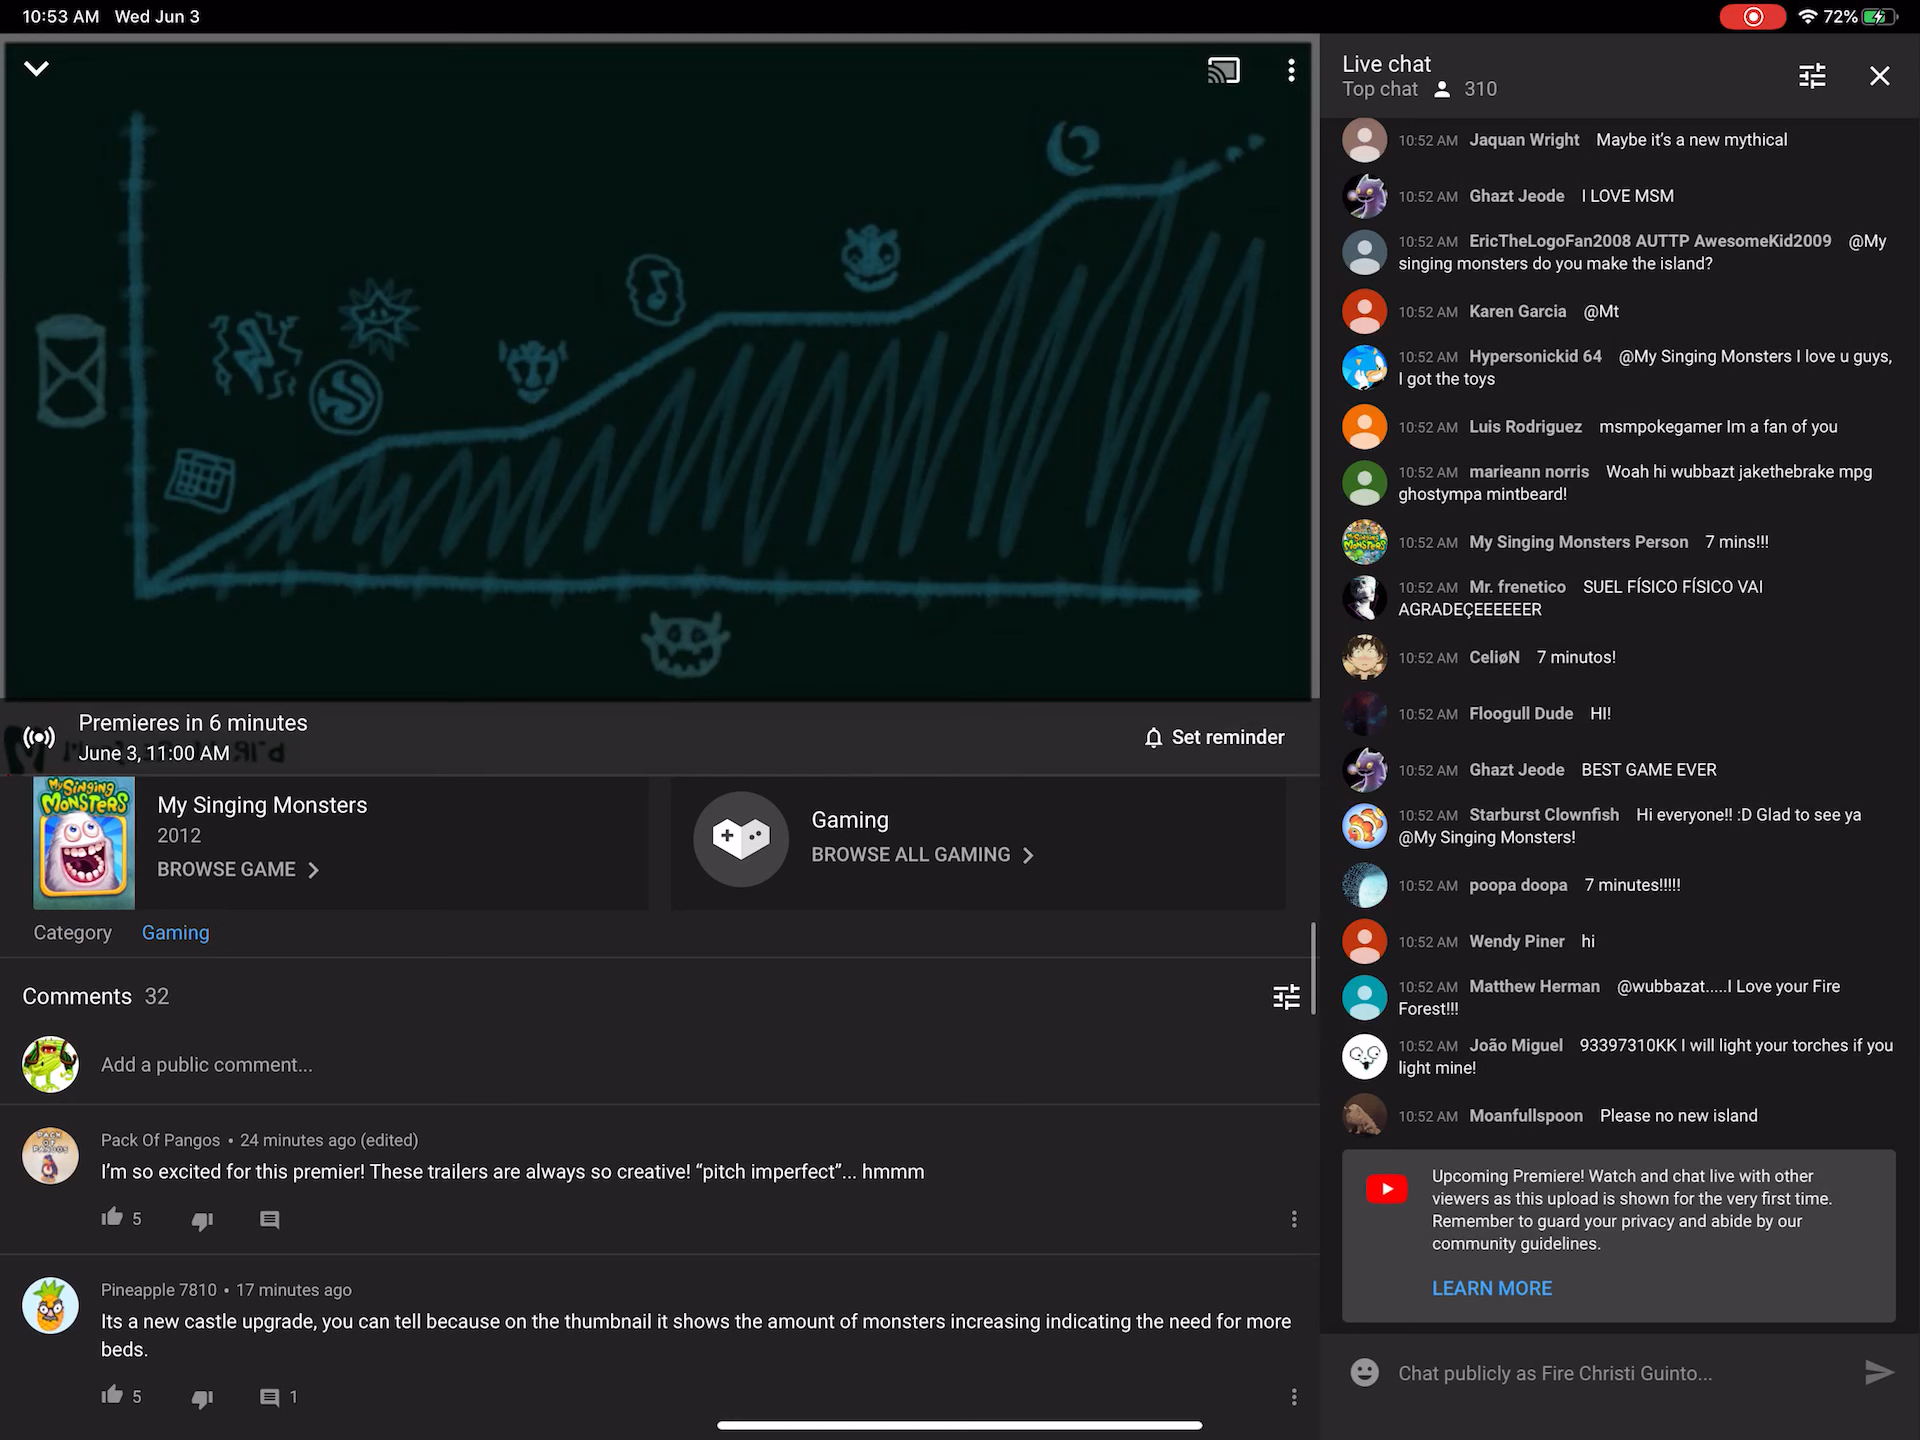 10:53 AM Wed Jun 3
72%
Premieres in 6 minutes
June 3, 11:00 AM
Set reminder
My Singing Monsters
My Singing Monsters
2012
BROWSE GAME
Gaming
BROWSE ALL GAMING
Category Gaming
Comments 32
Add a public comment...
PACK OF PANGOS
Pack Of Pangos • 24 minutes ago (edited)
I'm so excited for this premier! These trailers are always so creative! “pitch imperfect”... hmmm
5
Pineapple 7810 • 17 minutes ago
Its a new castle upgrade, you can tell because on the thumbnail it shows the amount of monsters increasing indicating the need for more
beds.
5 1
Live chat
Top chat 310
10:52 AM Jaquan Wright Maybe it's a new mythical
10:52 AM Ghazt Jeode I LOVE MSM
10:52 AM EricTheLogoFan2008 AUTTP AwesomeKid2009 @My
singing monsters do you make the island?
10:52 AM Karen Garcia @Mt
10:52 AM Hypersonickid 64 @My Singing Monsters I love u guys,
I got the toys
10:52 AM Luis Rodriguez msmpokegamer Im a fan of you
10:52 AM marieann norris Woah hi wubbazt jakethebrake mpg
ghostympa mintbeard!
10:52 AM My Singing Monsters Person 7 mins!!!
10:52 AM Mr. frenetico SUEL FÍSICO FÍSICO VAI
AGRADEÇEEEEEER
10:52 AM CeliøN 7 minutos!
10:52 AM Floogull Dude HI!
10:52 AM Ghazt Jeode BEST GAME EVER
10:52 AM Starburst Clownfish Hi everyone!! :D Glad to see ya
@My Singing Monsters!
10:52 AM poopa doopa 7 minutes!!!!!
10:52 AM Wendy Piner hi
10:52 AM Matthew Herman @wubbazat.....I Love your Fire
Forest!!!
10:52 AM João Miguel 93397310KK I will light your torches if you
light mine!
10:52 AM Moanfullspoon Please no new island
Upcoming Premiere! Watch and chat live with other
viewers as this upload is shown for the very first time.
Remember to guard your privacy and abide by our
community guidelines.
LEARN MORE
Chat publicly as Fire Christi Guinto...